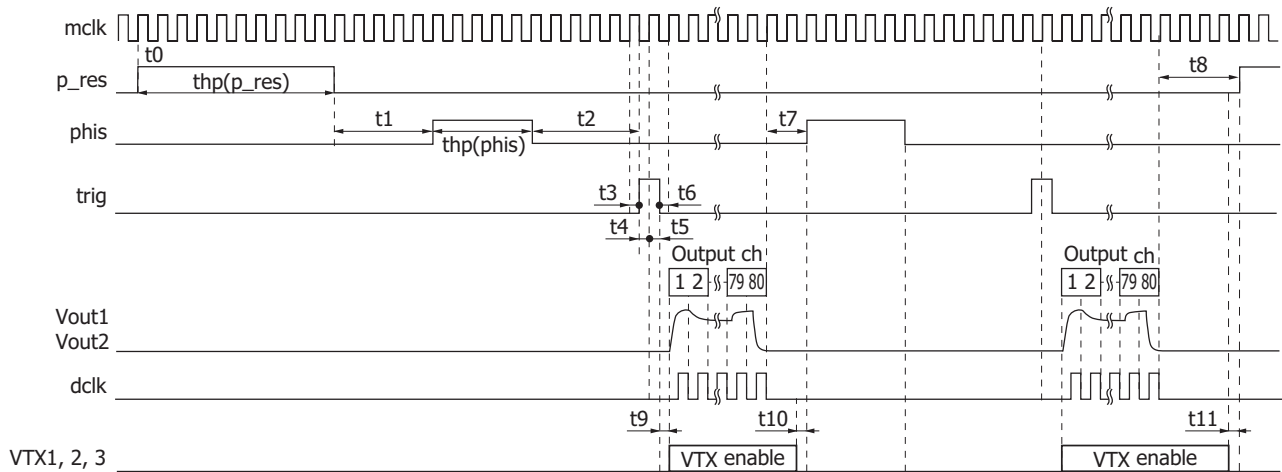 mclk
t0
p_res
thp(p_res)
t8
phis
t1
thp(phis)
t2
t7
trig
t3
t6
t4
t5
Output ch
1 2
79 80
Output ch
1 2
79 80
Vout1
Vout2
dclk
t9
t10
t11
VTX1, 2, 3
VTX enable
VTX enable